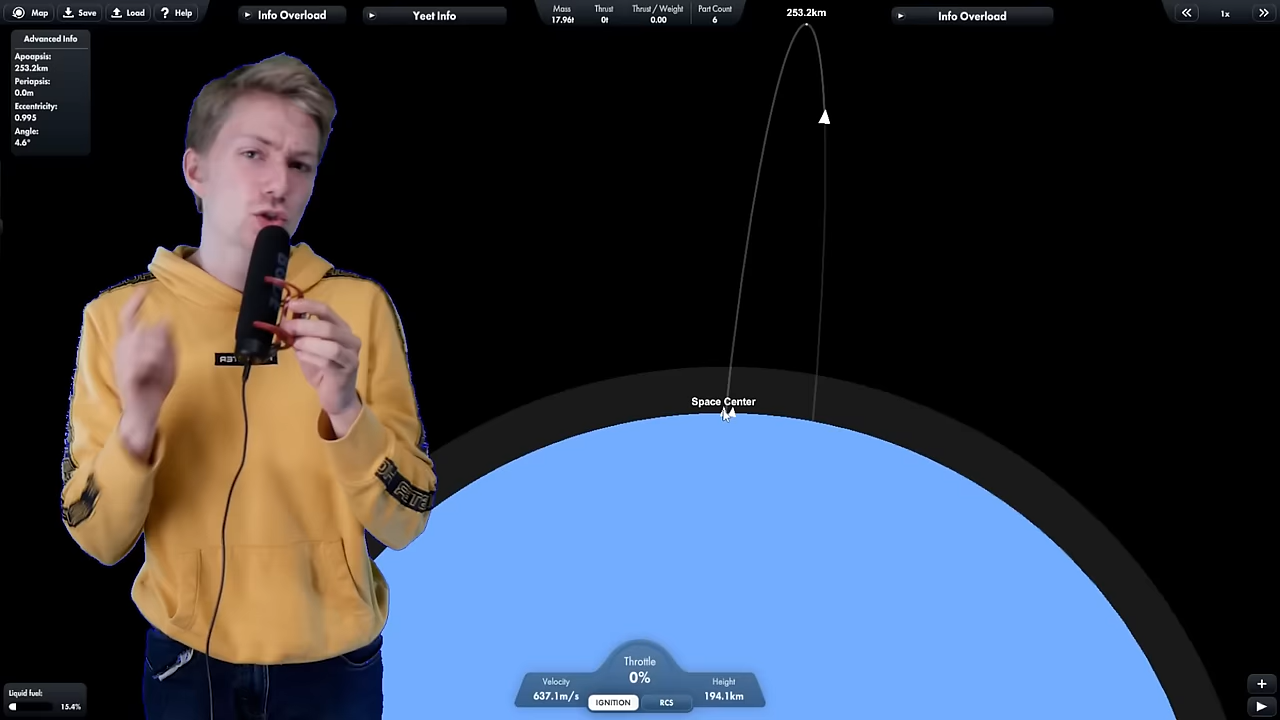 Map
Save
Load
Help
Info Overload
Yeet Info
Mass
17.96t
Thrust
0t
Thrust / Weight
0.00
Part Count
6
253.2km
Info Overload
1x
Advanced Info
Apoapsis:
253.2km
Periapsis:
0.0m
Eccentricity:
0.995
Angle:
4.6°
Space Center
Throttle
0%
Velocity
637.1m/s
IGNITION
RCS
Height
194.1km
Liquid fuel:
15.4%